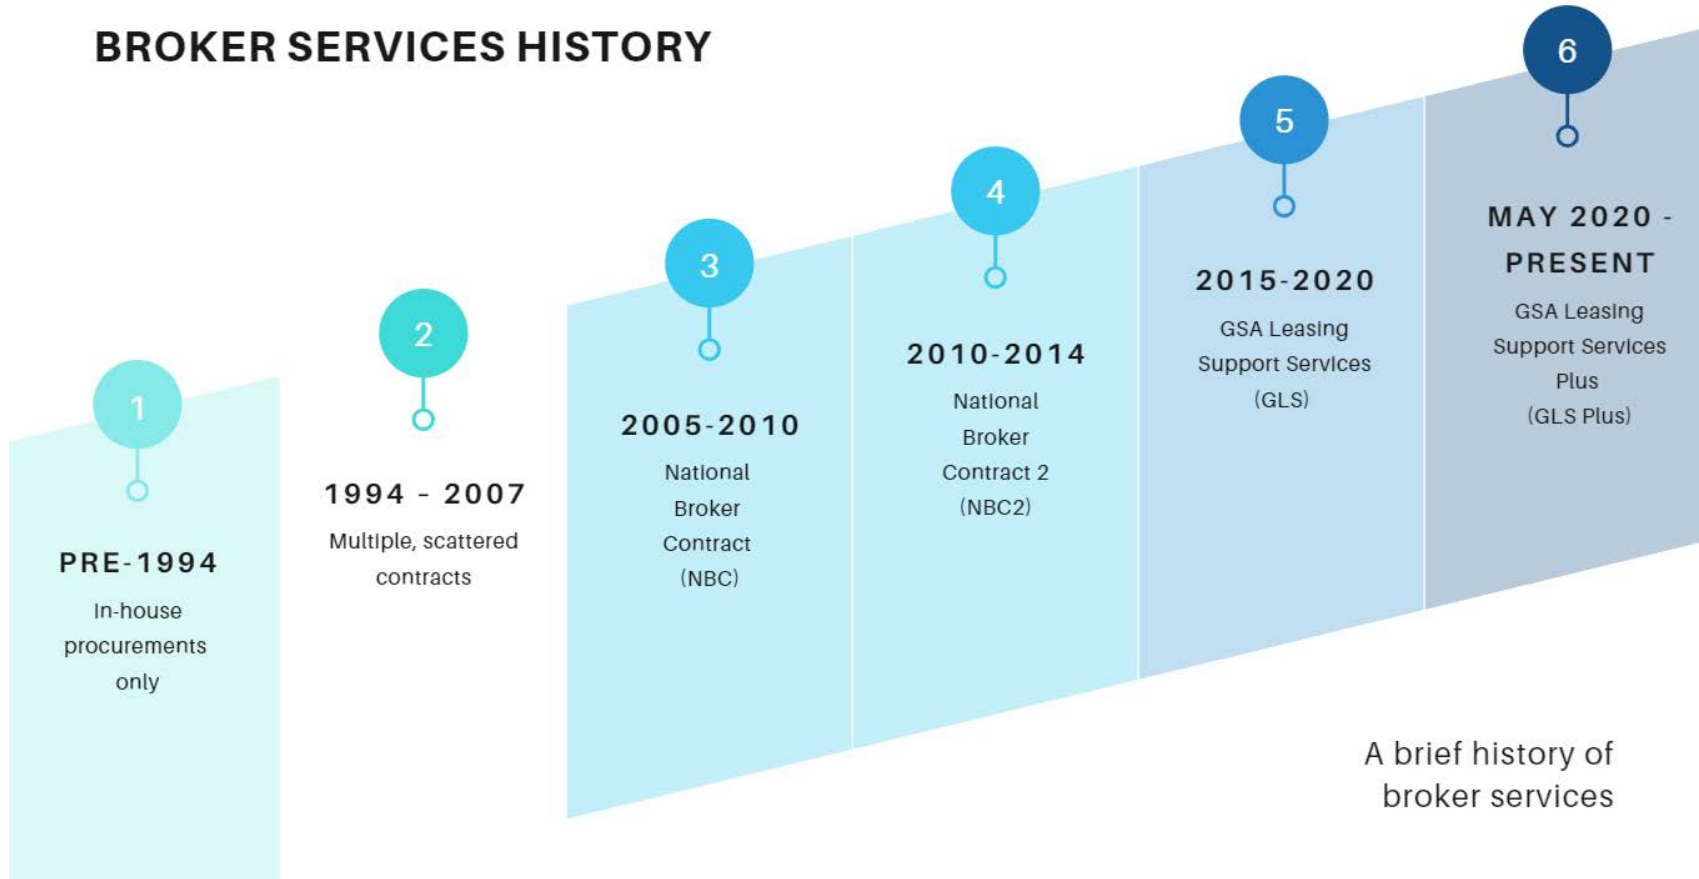 BROKER SERVICES HISTORY
1
PRE-1994
In-house
procurements
only
2
1994 - 2007
Multiple, scattered
contracts
3
2005-2010
National
Broker
Contract
(NBC)
4
2010-2014
National
Broker
Contract 2
(NBC2)
5
2015-2020
GSA Leasing
Support Services
(GLS)
6
MAY 2020 -
PRESENT
GSA Leasing
Support Services
Plus
(GLS Plus)
A brief history of
broker services